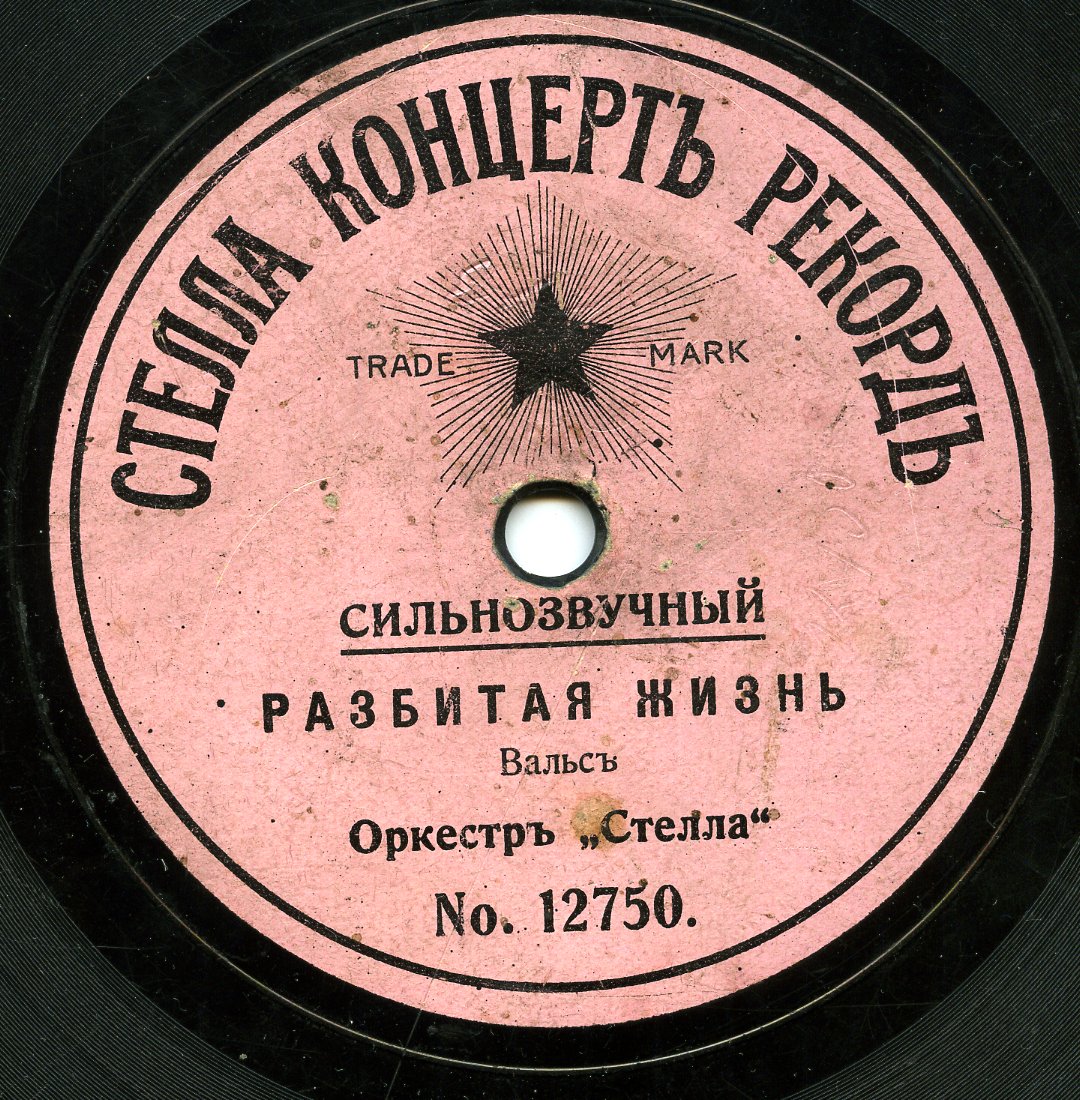 СТЕЛЛА КОНЦЕРТЪ РЕКОРДЪ
TRADE MARK
СИЛЬНОЗВУЧНЫЙ
РАЗБИТАЯ ЖИЗНЬ
Вальсъ
Оркестръ „Стелла“
No. 12750.